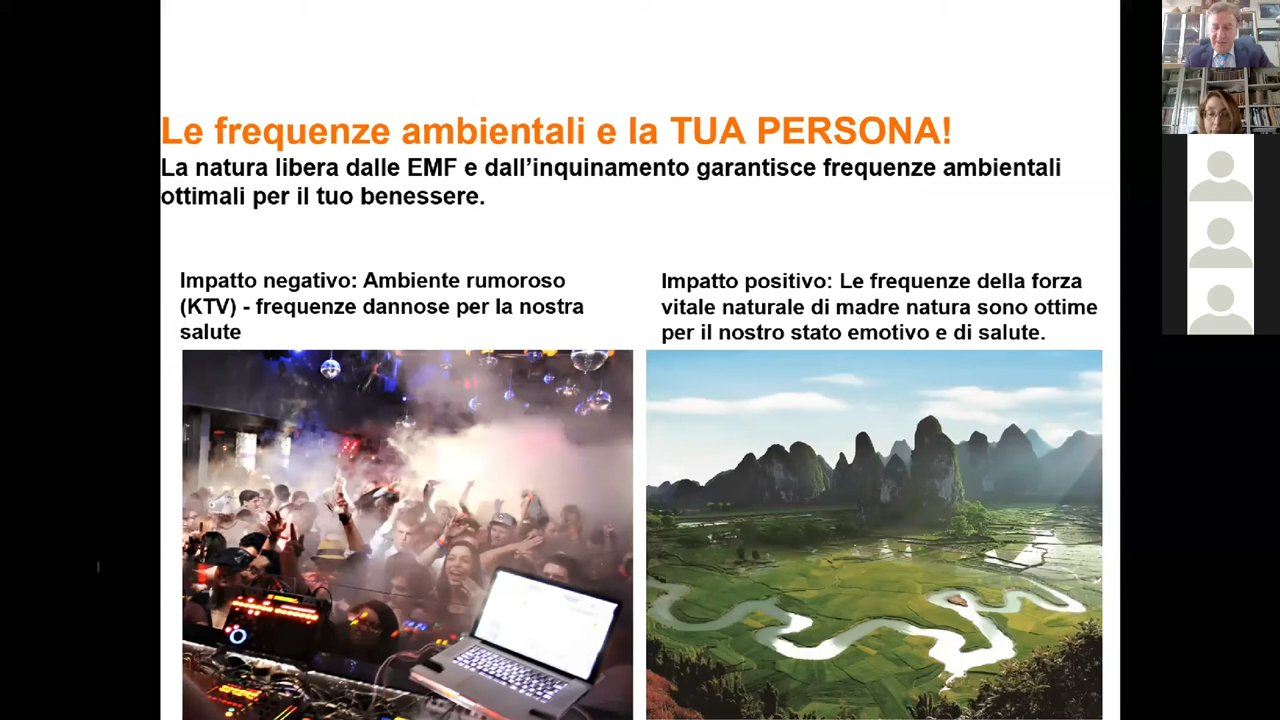 Le frequenze ambientali e la TUA PERSONA!
La natura libera dalle EMF e dall’inquinamento garantisce frequenze ambientali
ottimali per il tuo benessere.
Impatto negativo: Ambiente rumoroso
(KTV) - frequenze dannose per la nostra
salute
Impatto positivo: Le frequenze della forza
vitale naturale di madre natura sono ottime
per il nostro stato emotivo e di salute.